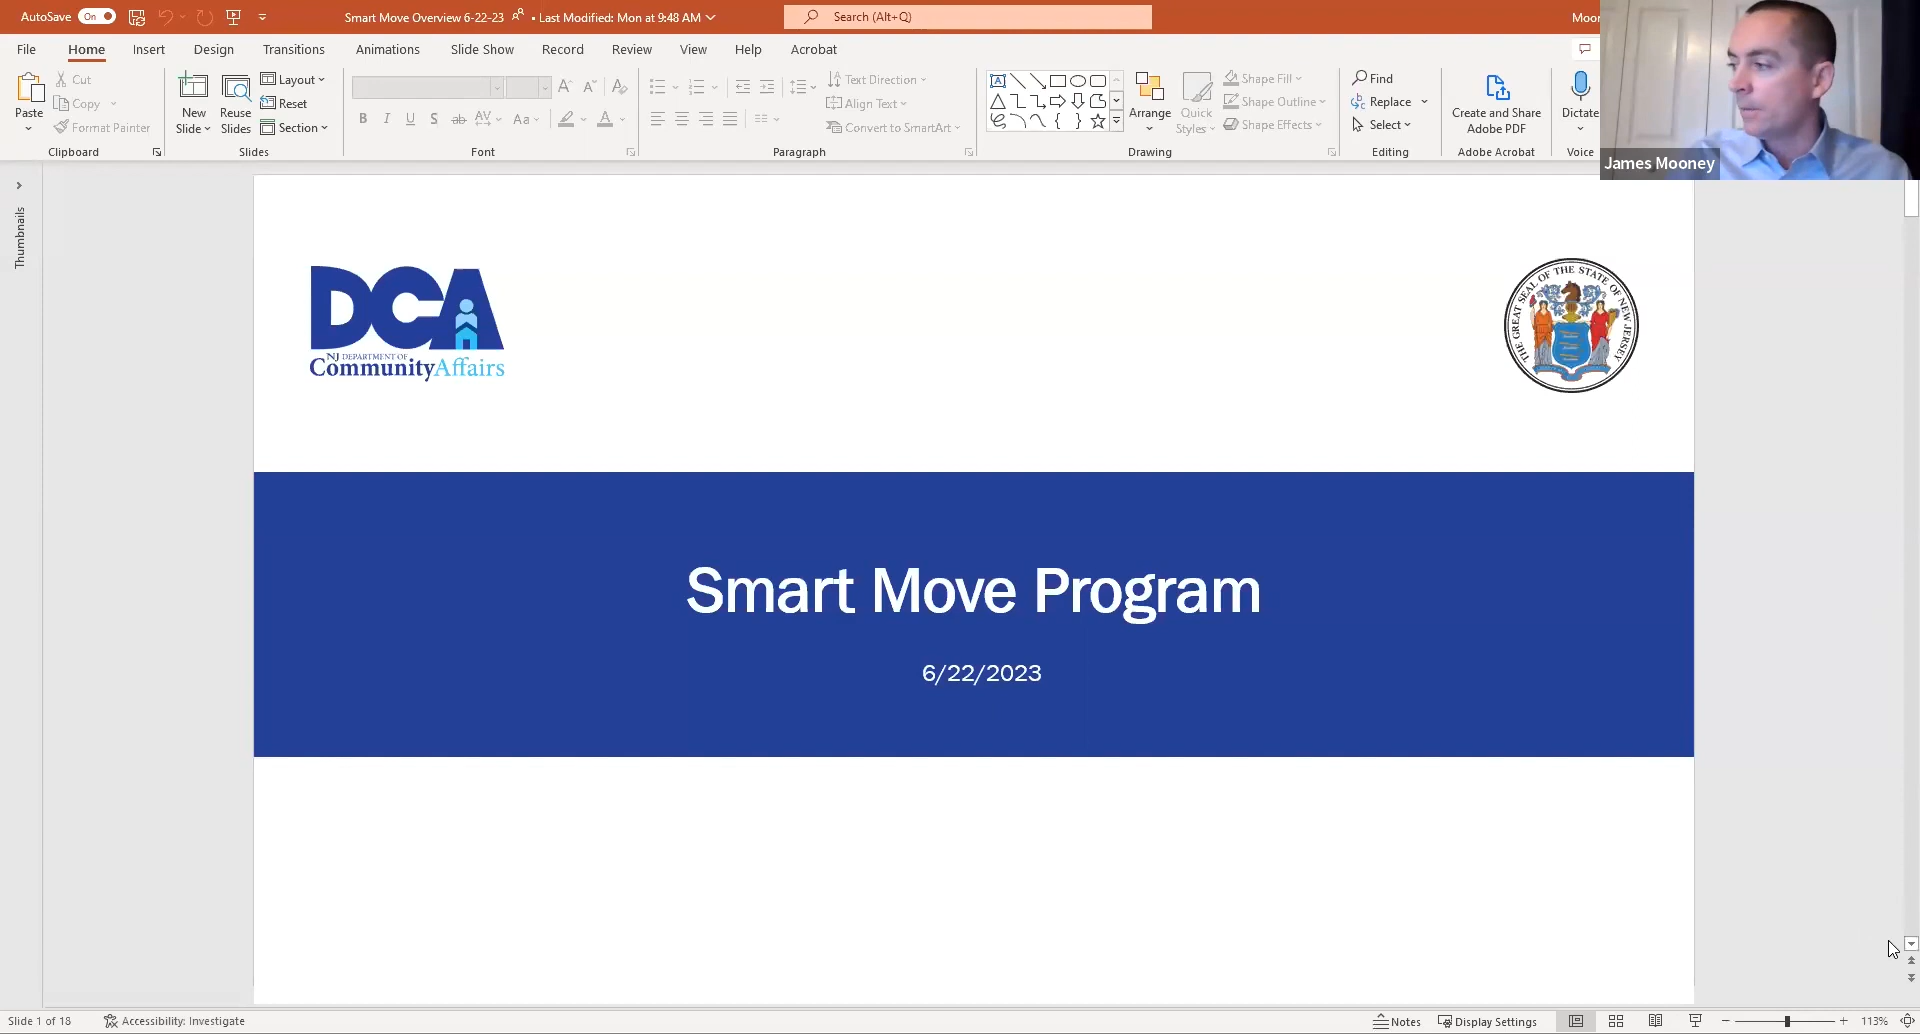 AutoSave On Smart Move Overview 6-22-23 • Last Modified: Mon at 9:48 AM Search (Alt+Q) Moon
File Home Insert Design Transitions Animations Slide Show Record Review View Help Acrobat
Paste Cut Copy Format Painter
Clipboard
New Slide Reuse Slides Layout Reset Section
Slides
B I U S ab AV Aa A
Font
Text Direction
Align Text
Convert to SmartArt
Paragraph
Arrange Quick Styles Shape Fill Shape Outline Shape Effects
Drawing
Find
Replace
Select
Editing
Create and Share Adobe PDF
Adobe Acrobat
Dictate
Voice
James Mooney
Thumbnails
DCA
NJ DEPARTMENT OF
CommunityAffairs
THE GREAT SEAL OF THE STATE OF NEW JERSEY
Smart Move Program
6/22/2023
Slide 1 of 18 Accessibility: Investigate Notes Display Settings 113%